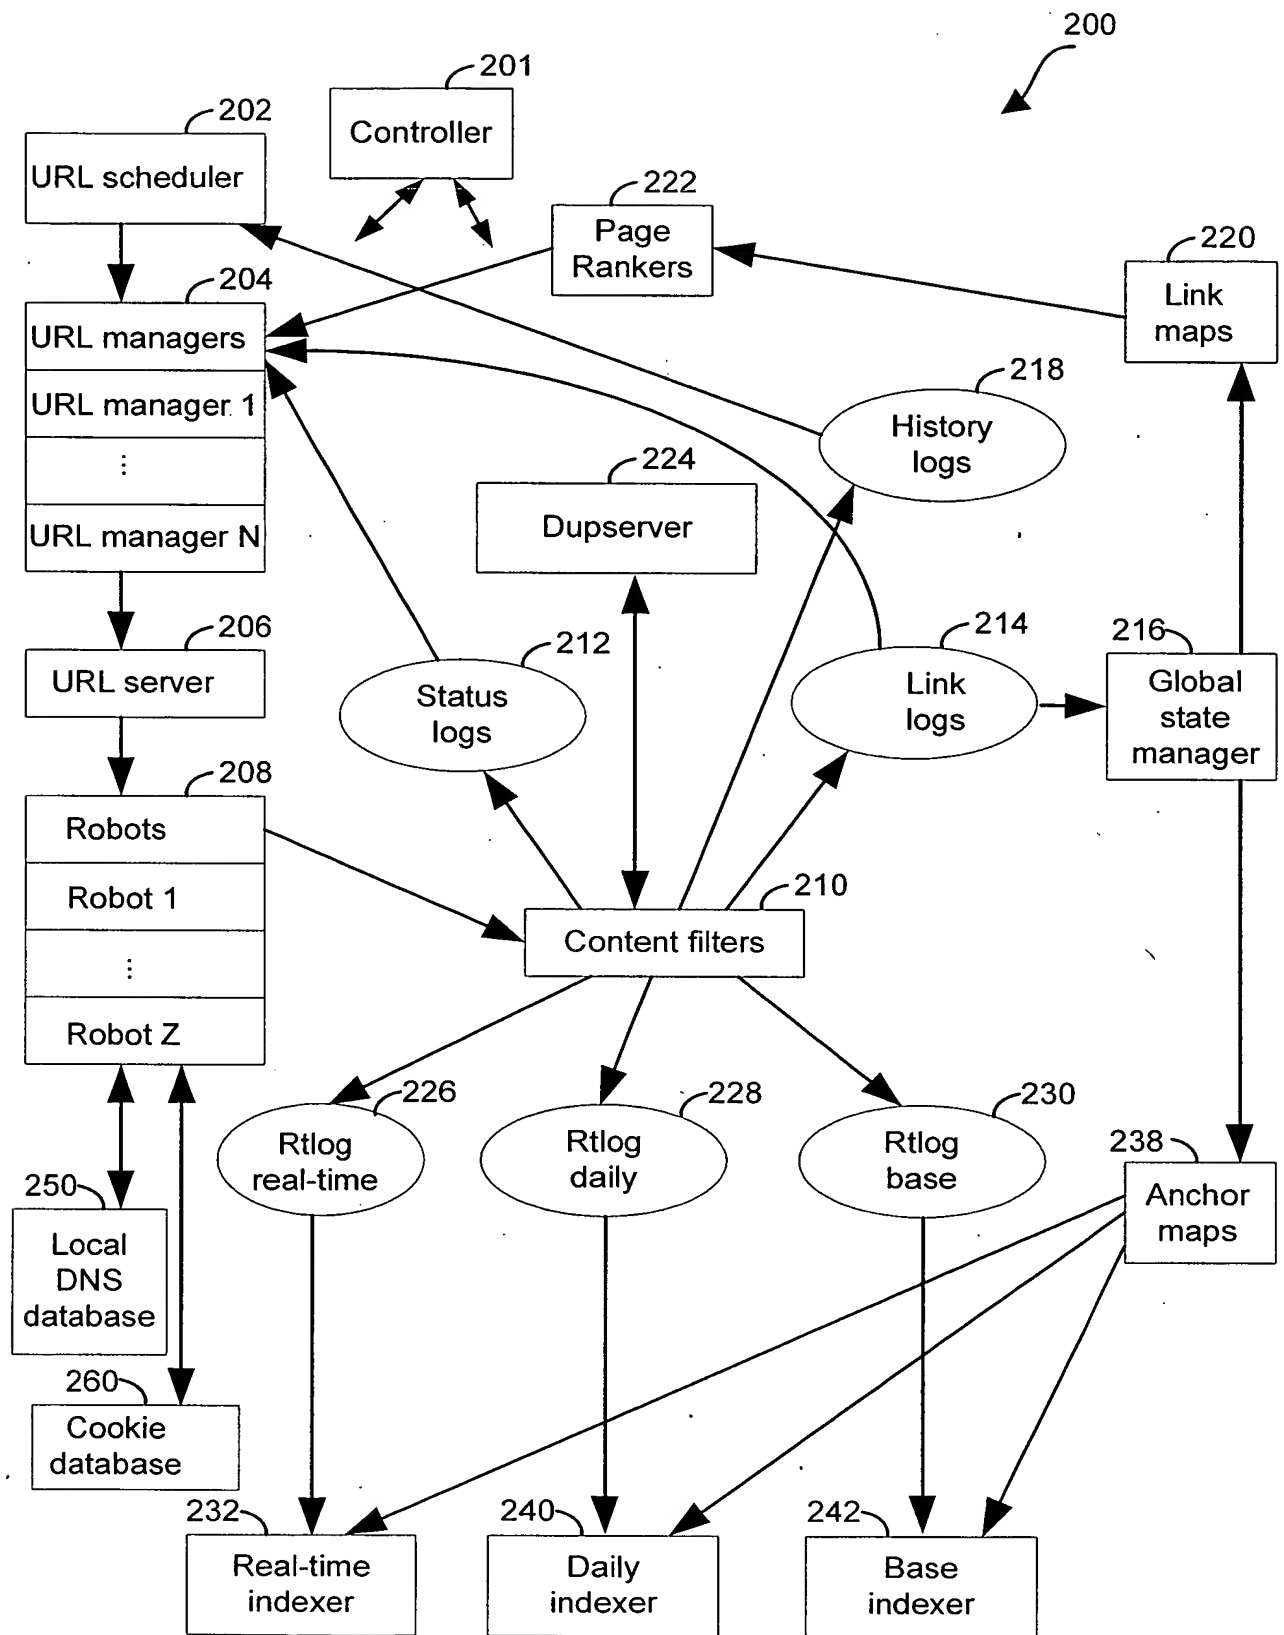 200
201
Controller
202
URL scheduler
222
Page
Rankers
220
Link
maps
204
URL managers
URL manager 1
⋮
URL manager N
218
History
logs
224
Dupserver
206
URL server
212
Status
logs
214
Link
logs
216
Global
state
manager
208
Robots
Robot 1
⋮
Robot Z
210
Content filters
226
Rtlog
real-time
228
Rtlog
daily
230
Rtlog
base
238
Anchor
maps
250
Local
DNS
database
260
Cookie
database
232
Real-time
indexer
240
Daily
indexer
242
Base
indexer